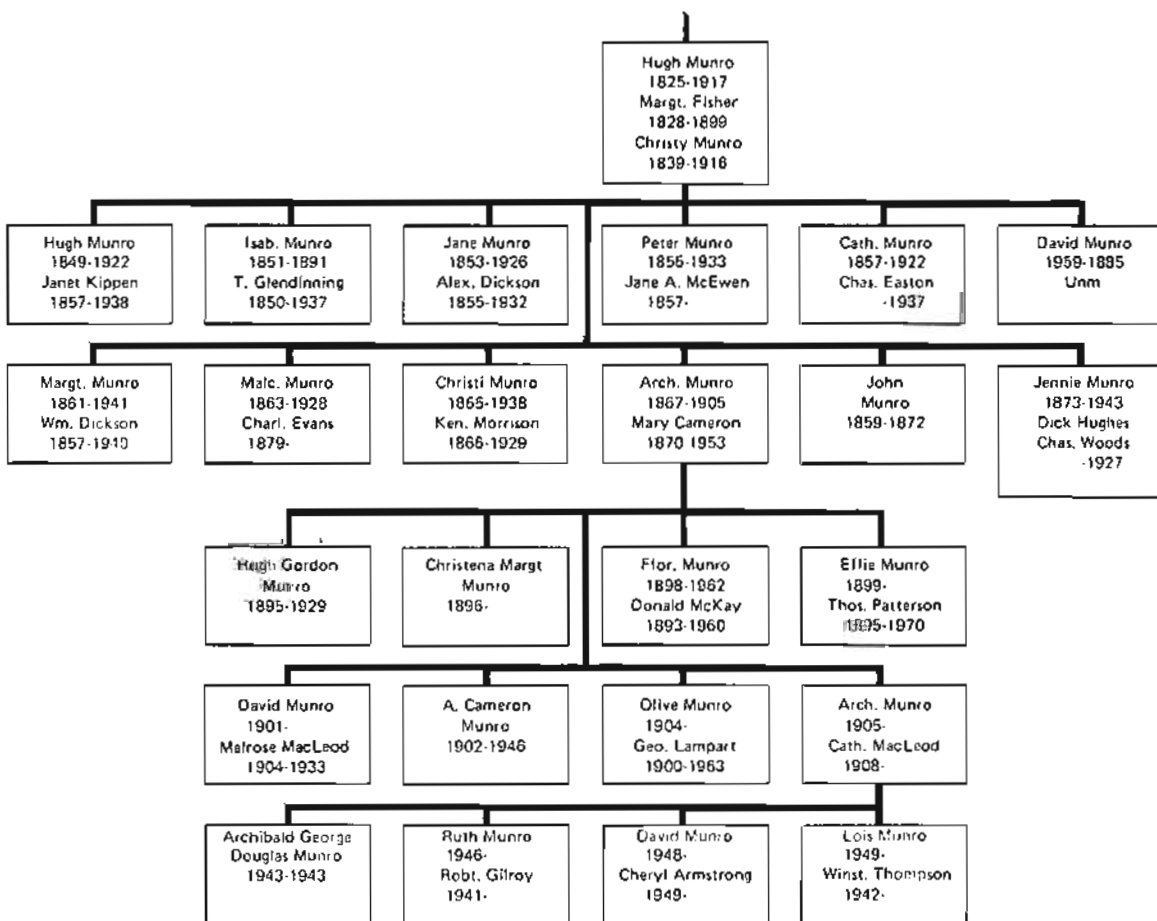 Hugh Munro
1825-1917
Margt. Fisher
1828-1899
Christy Munro
1839-1916
Hugh Munro
1849-1922
Janet Kippen
1857-1938
Isab. Munro
1851-1891
T. Glendinning
1850-1937
Jane Munro
1853-1926
Alex. Dickson
1855-1932
Peter Munro
1856-1933
Jane A. McEwen
1857-
Cath. Munro
1857-1922
Chas. Easton
-1937
David Munro
1959-1885
Unm
Margt. Munro
1861-1941
Wm. Dickson
1857-1940
Malc. Munro
1863-1928
Charl. Evans
1879-
Christi Munro
1865-1938
Ken. Morrison
1866-1929
Arch. Munro
1867-1905
Mary Cameron
1870-1953
John
Munro
1859-1872
Jennie Munro
1873-1943
Dick Hughes
Chas. Woods
-1927
Hugh Gordon
Munro
1895-1929
Christena Margt
Munro
1896-
Flor. Munro
1898-1962
Donald McKay
1893-1960
Effie Munro
1899-
Thos. Patterson
1895-1970
David Munro
1901-
Melrose MacLeod
1904-1933
A. Cameron
Munro
1902-1946
Olive Munro
1904-
Geo. Lampart
1900-1963
Arch. Munro
1905-
Cath. MacLeod
1908-
Archibald George
Douglas Munro
1943-1943
Ruth Munro
1946-
Robt. Gilroy
1941-
David Munro
1948-
Cheryl Armstrong
1949-
Lois Munro
1949-
Winst. Thompson
1942-